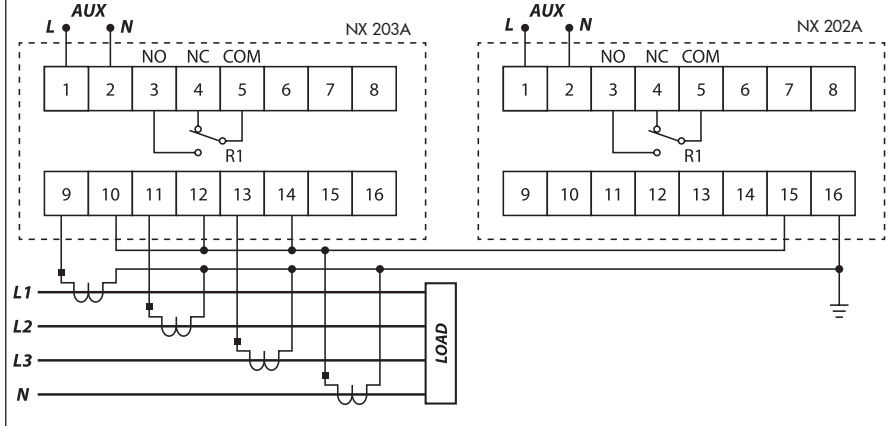 AUX AUX
L N NX 203A L N NX 202A
NO NC COM NO NC COM
1 2 3 4 5 6 7 8 1 2 3 4 5 6 7 8
R1 R1
9 10 11 12 13 14 15 16 9 10 11 12 13 14 15 16
L1
L2
L3
N
LOAD